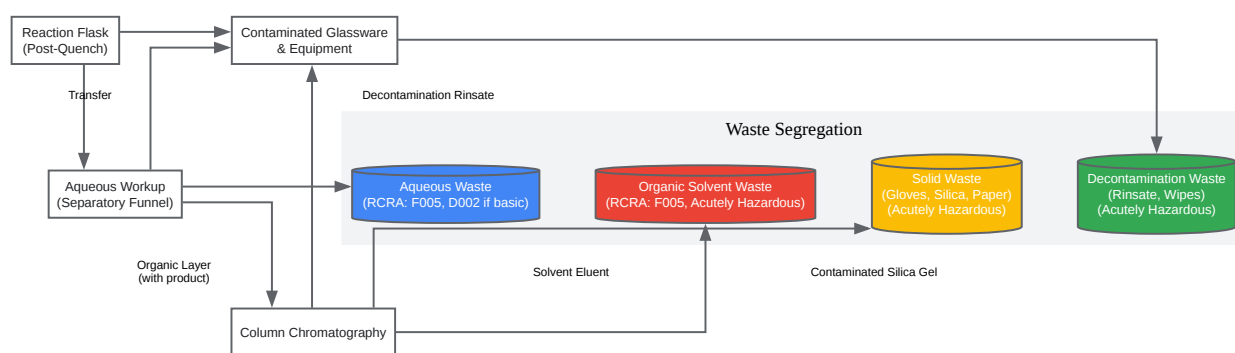 Reaction Flask
(Post-Quench)
Contaminated Glassware
& Equipment
Transfer
Decontamination Rinsate
Waste Segregation
Aqueous Workup
(Separatory Funnel)
Aqueous Waste
(RCRA: F005, D002 if basic)
Organic Solvent Waste
(RCRA: F005, Acutely Hazardous)
Solid Waste
(Gloves, Silica, Paper)
(Acutely Hazardous)
Decontamination Waste
(Rinsate, Wipes)
(Acutely Hazardous)
Organic Layer
(with product)
Solvent Eluent
Contaminated Silica Gel
Column Chromatography